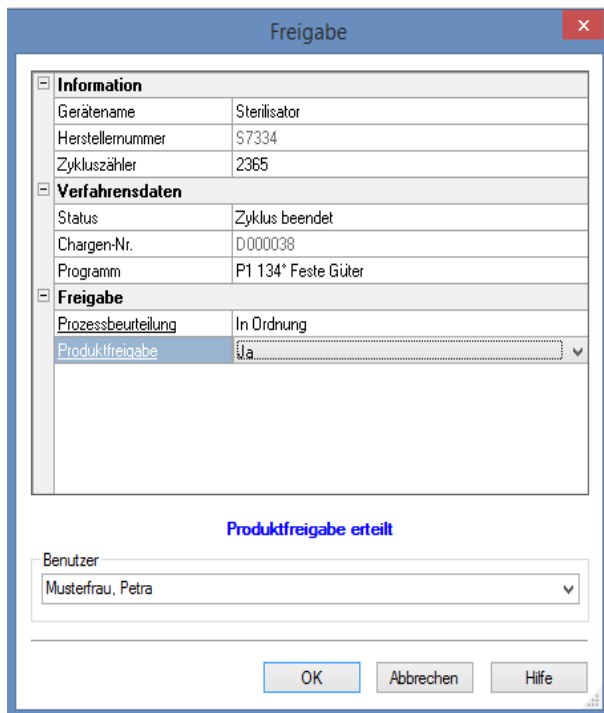 Freigabe
Information
Gerätename Sterilisator
Herstellernummer S7334
Zykluszähler 2365
Verfahrensdaten
Status Zyklus beendet
Chargen-Nr. D000038
Programm P1 134° Feste Güter
Freigabe
Prozessbeurteilung In Ordnung
Produktfreigabe Ja
Produktfreigabe erteilt
Benutzer
Musterfrau, Petra
OK Abbrechen Hilfe